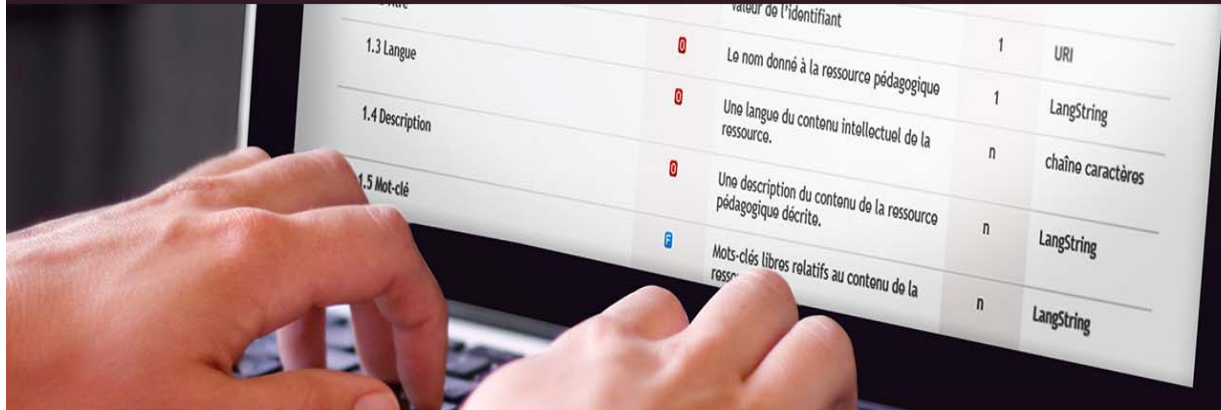 valeur de l'identifiant 1 URI
O Le nom donné à la ressource pédagogique 1 LangString
1.3 Langue O Une langue du contenu intellectuel de la n chaîne caractères
ressource.
1.4 Description O Une description du contenu de la ressource n LangString
pédagogique décrite.
1.5 Mot-clé F Mots-clés libres relatifs au contenu de la n LangString